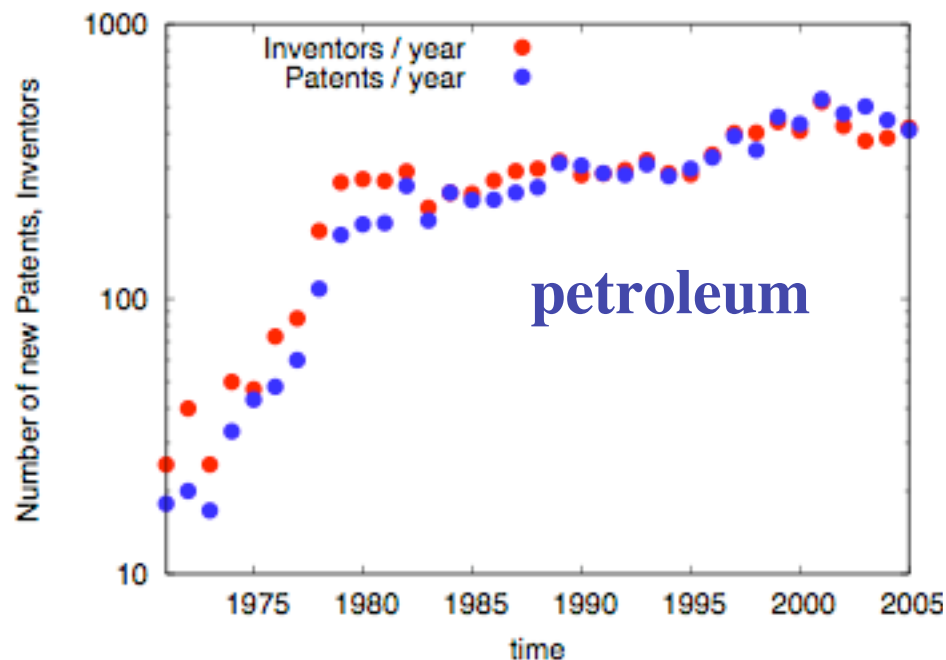 1000
Inventors / year
Patents / year
Number of new Patents, Inventors
100
petroleum
10
1975 1980 1985 1990 1995 2000 2005
time